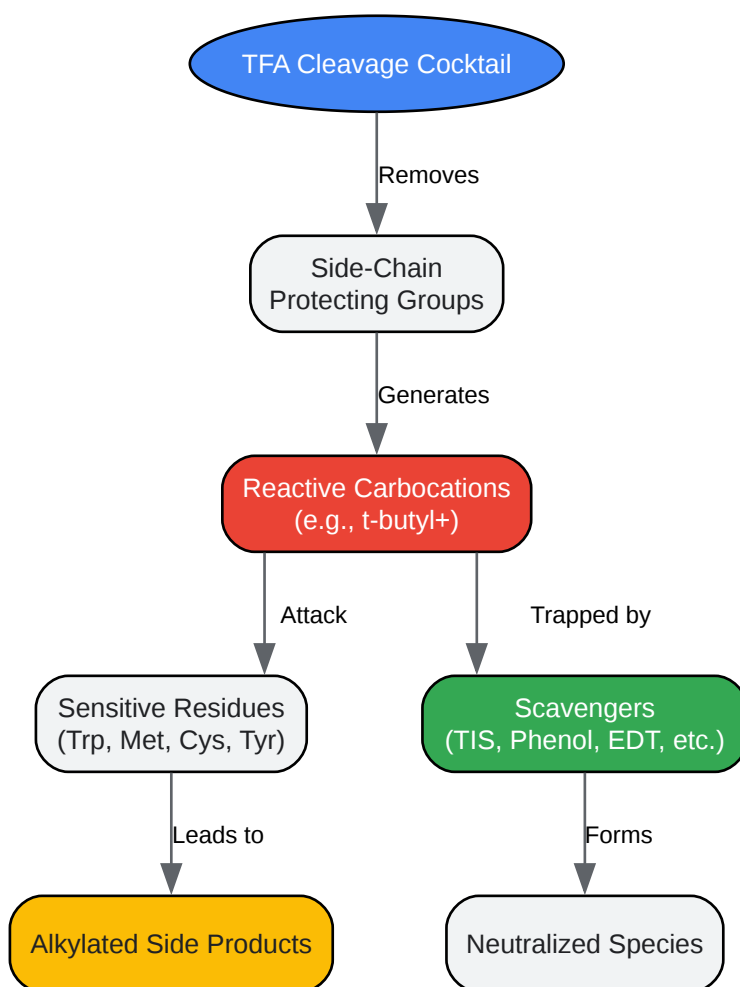 TFA Cleavage Cocktail
Removes
Side-Chain
Protecting Groups
Generates
Reactive Carbocations
(e.g., t-butyl+)
Attack
Trapped by
Sensitive Residues
(Trp, Met, Cys, Tyr)
Scavengers
(TIS, Phenol, EDT, etc.)
Leads to
Forms
Alkylated Side Products
Neutralized Species